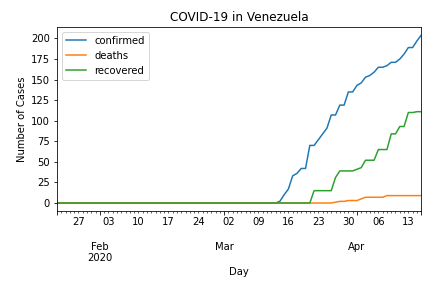 COVID-19 in Venezuela
confirmed
deaths
recovered
Number of Cases
200
175
150
125
100
75
50
25
0
27 03 10 17 24 02 09 16 23 30 06 13
Feb Mar Apr
2020
Day